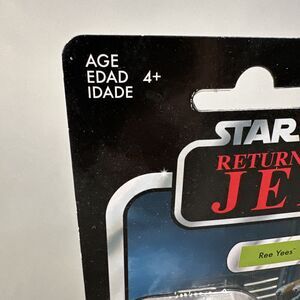 AGE
EDAD 4+
IDADE
STAR
RETURN
JE
Ree Yees